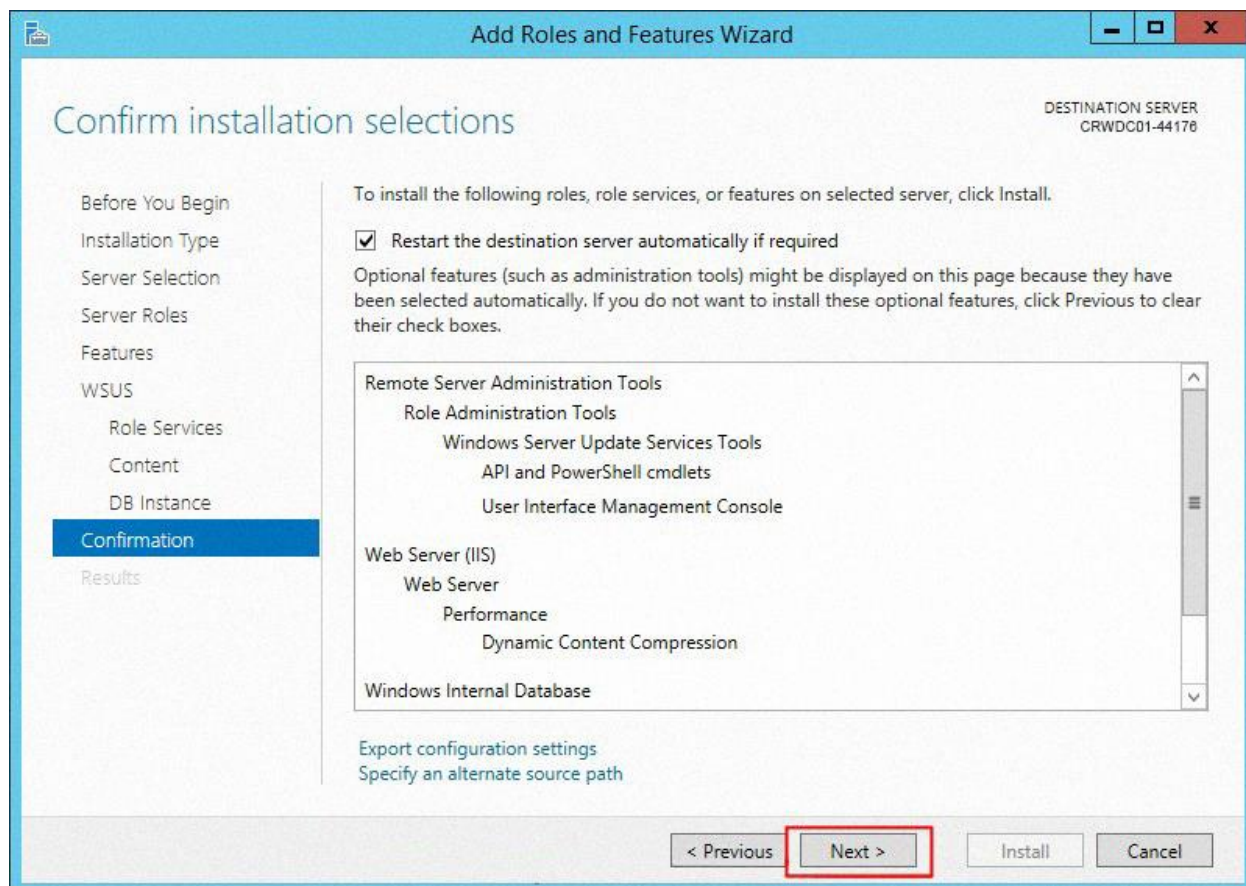 Add Roles and Features Wizard
Confirm installation selections
DESTINATION SERVER
CRWDC01-44176
Before You Begin
Installation Type
Server Selection
Server Roles
Features
WSUS
Role Services
Content
DB Instance
Confirmation
Results
To install the following roles, role services, or features on selected server, click Install.
Restart the destination server automatically if required
Optional features (such as administration tools) might be displayed on this page because they have
been selected automatically. If you do not want to install these optional features, click Previous to clear
their check boxes.
Remote Server Administration Tools
Role Administration Tools
Windows Server Update Services Tools
API and PowerShell cmdlets
User Interface Management Console
Web Server (IIS)
Web Server
Performance
Dynamic Content Compression
Windows Internal Database
Export configuration settings
Specify an alternate source path
< Previous
Next >
Install
Cancel